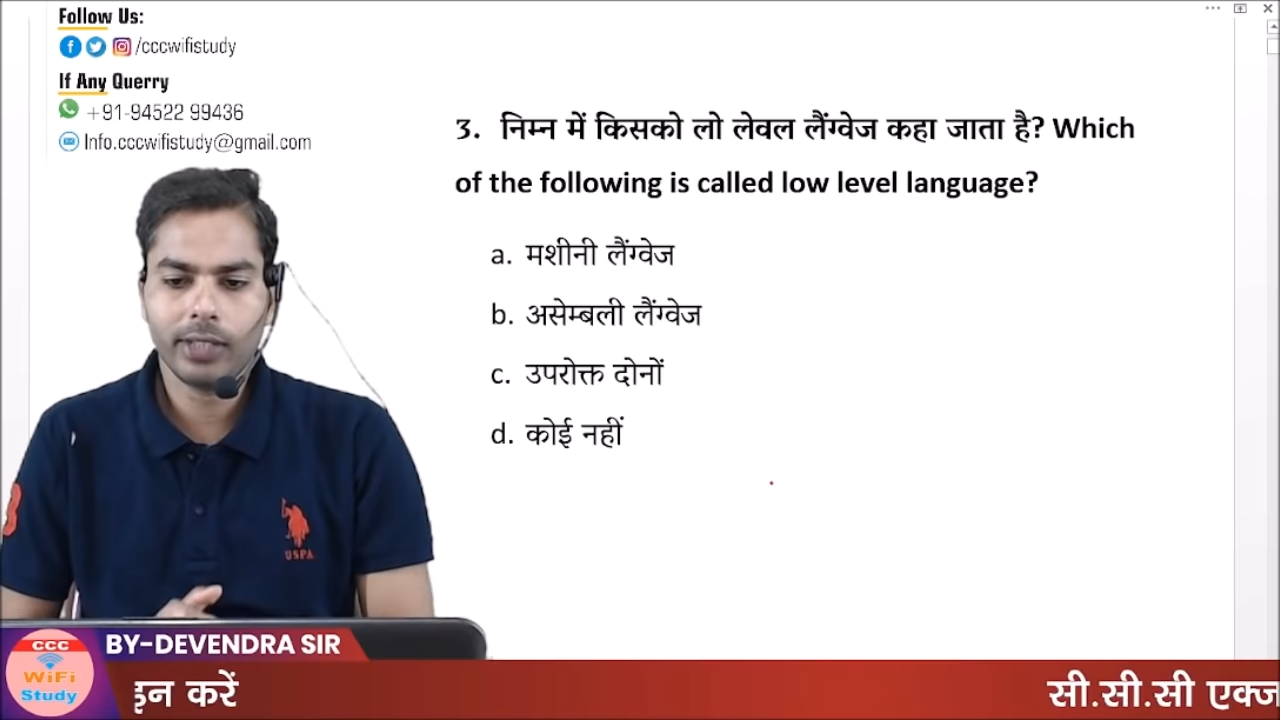 Follow Us:
/cccwifistudy
If Any Querry
+91-94522 99436
Info.cccwifistudy@gmail.com
3. निम्न में किसको लो लेवल लैंग्वेज कहा जाता है? Which
of the following is called low level language?
a. मशीनी लैंग्वेज
b. असेम्बली लैंग्वेज
c. उपरोक्त दोनों
d. कोई नहीं
USPA
CCC
WiFi
Study
BY-DEVENDRA SIR
इन करें
सी.सी.सी एक्ज